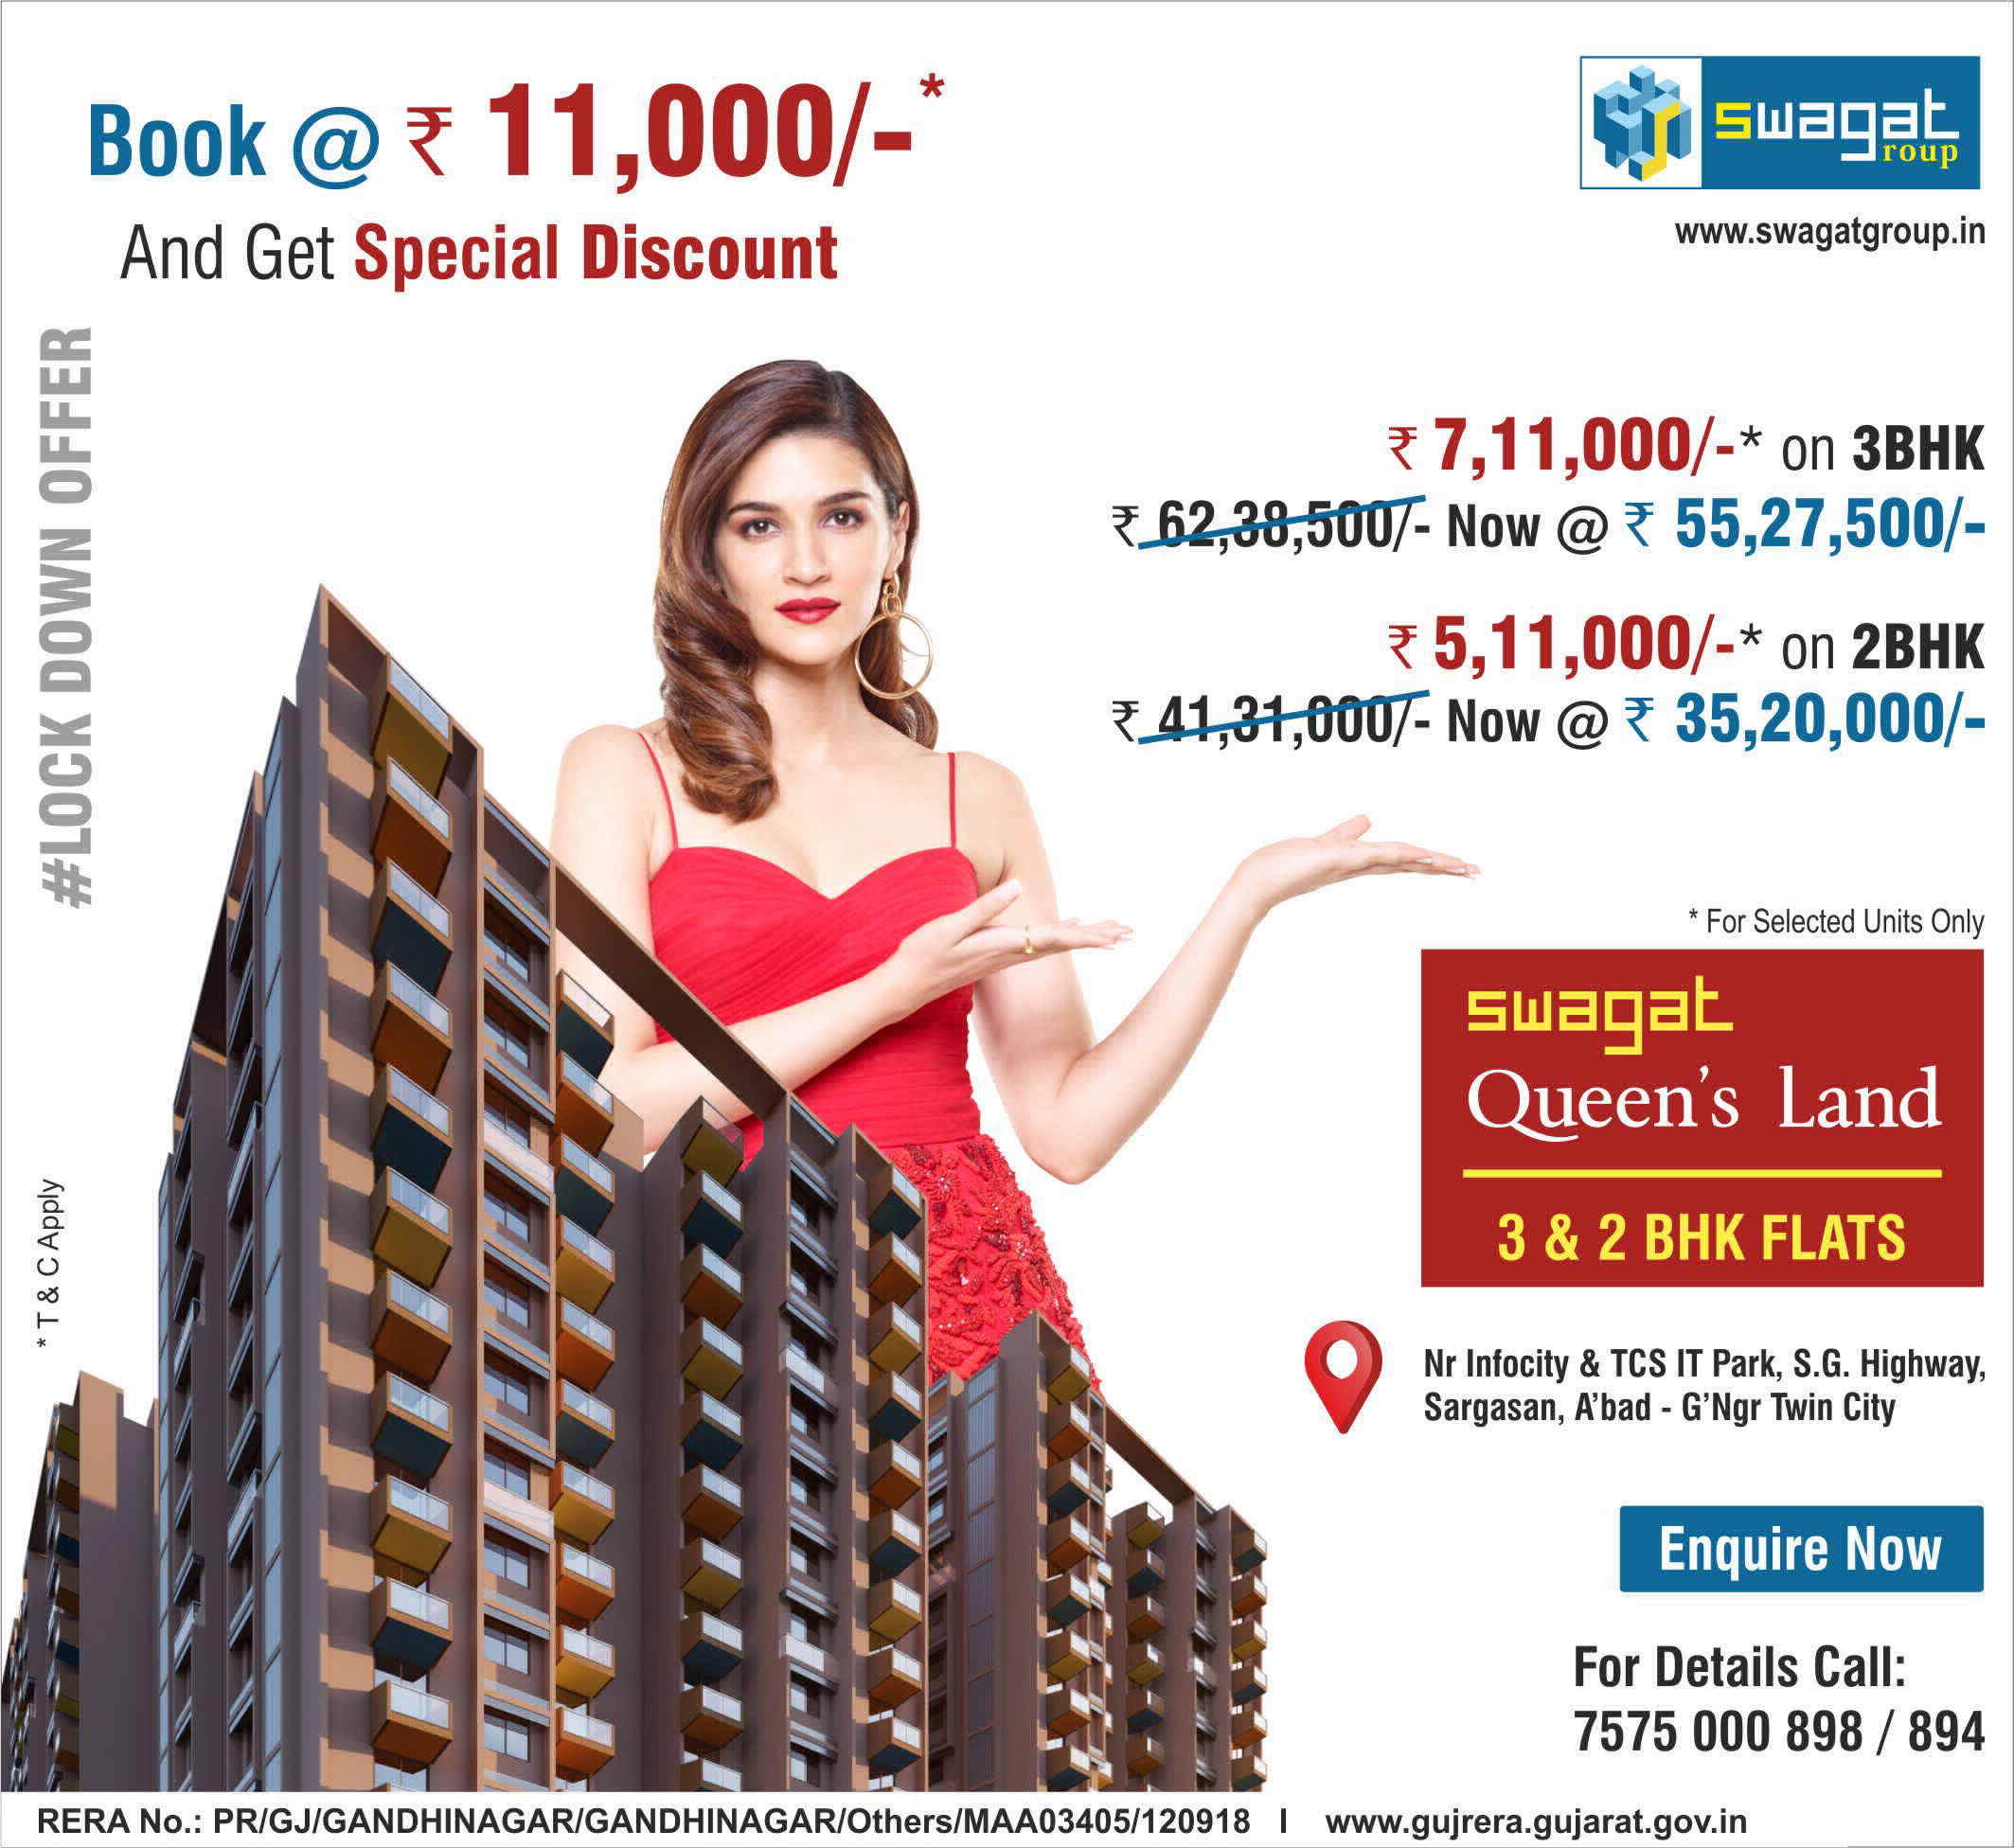 Book @ ₹ 11,000/-*
And Get Special Discount
swagat
roup
www.swagatgroup.in
#LOCK DOWN OFFER
₹ 7,11,000/-* on 3BHK
₹ 62,38,500/- Now @ ₹ 55,27,500/-
₹ 5,11,000/-* on 2BHK
₹ 41,31,000/- Now @ ₹ 35,20,000/-
* For Selected Units Only
swagat
Queen's Land
3 & 2 BHK FLATS
* T & C Apply
Nr Infocity & TCS IT Park, S.G. Highway,
Sargasan, A'bad - G'Ngr Twin City
Enquire Now
For Details Call:
7575 000 898 / 894
RERA No.: PR/GJ/GANDHINAGAR/GANDHINAGAR/Others/MAA03405/120918 I www.gujrera.gujarat.gov.in